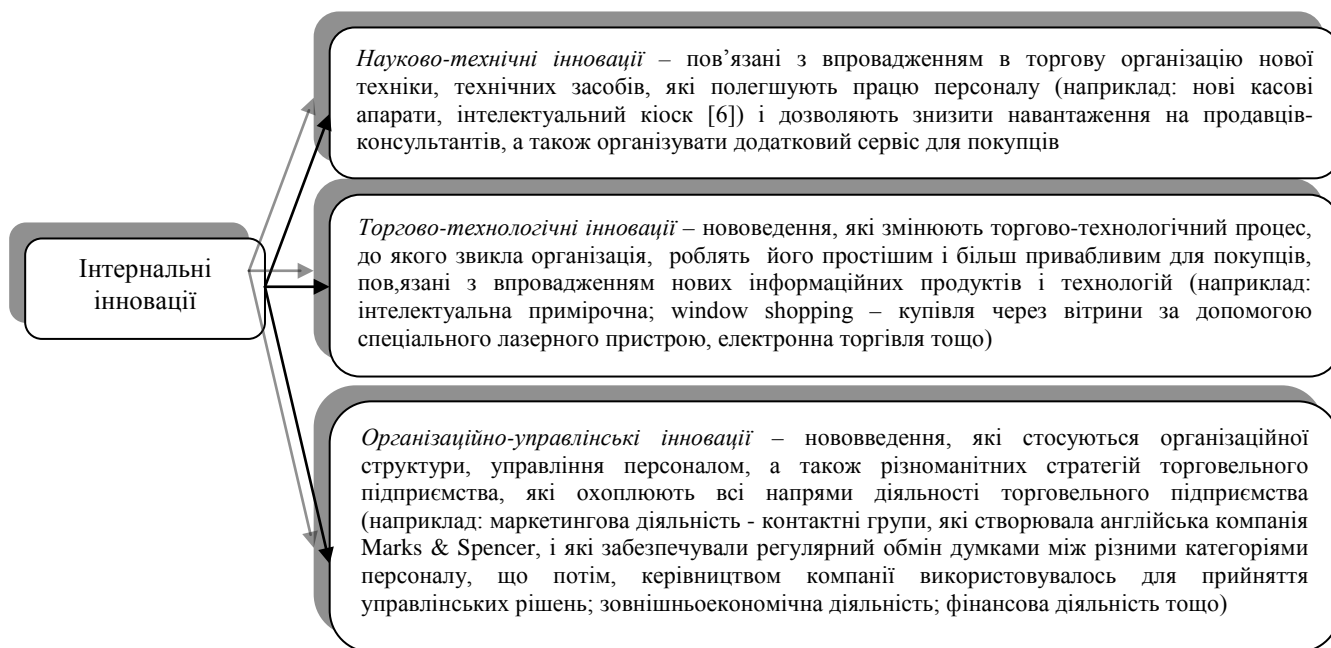 Науково-технічні інновації – пов’язані з впровадженням в торгову організацію нової
техніки, технічних засобів, які полегшують працю персоналу (наприклад: нові касові
апарати, інтелектуальний кіоск [6]) і дозволяють знизити навантаження на продавців-
консультантів, а також організувати додатковий сервіс для покупців
Інтернальні
інновації
Торгово-технологічні інновації – нововедення, які змінюють торгово-технологічний процес,
до якого звикла організація, роблять його простішим і більш привабливим для покупців,
пов,язані з впровадженням нових інформаційних продуктів і технологій (наприклад:
інтелектуальна примірочна; window shopping – купівля через вітрини за допомогою
спеціального лазерного пристрою, електронна торгівля тощо)
Організаційно-управлінські інновації – нововведення, які стосуються організаційної
структури, управління персоналом, а також різноманітних стратегій торговельного
підприємства, які охоплюють всі напрями діяльності торговельного підприємства
(наприклад: маркетингова діяльність - контактні групи, які створювала англійська компанія
Marks & Spencer, і які забезпечували регулярний обмін думками між різними категоріями
персоналу, що потім, керівництвом компанії використовувалось для прийняття
управлінських рішень; зовнішньоекономічна діяльність; фінансова діяльність тощо)